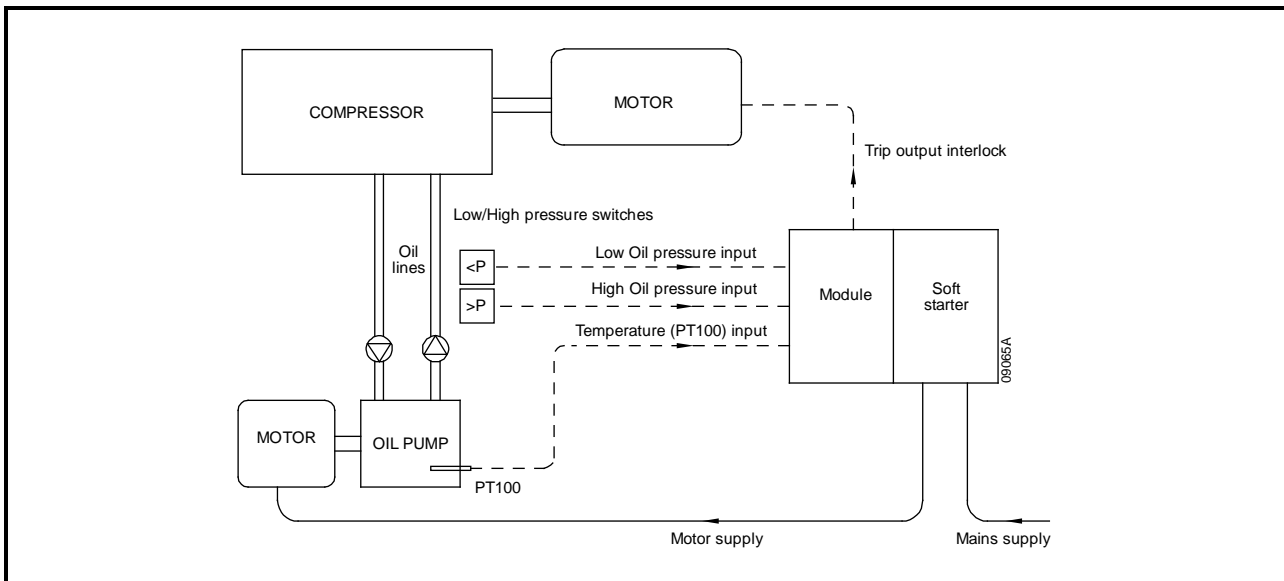 COMPRESSOR
MOTOR
Trip output interlock
Low/High pressure switches
Oil
lines
<P
Low Oil pressure input
>P
High Oil pressure input
Temperature (PT100) input
Module
Soft
starter
09065A
MOTOR
OIL PUMP
PT100
Motor supply
Mains supply